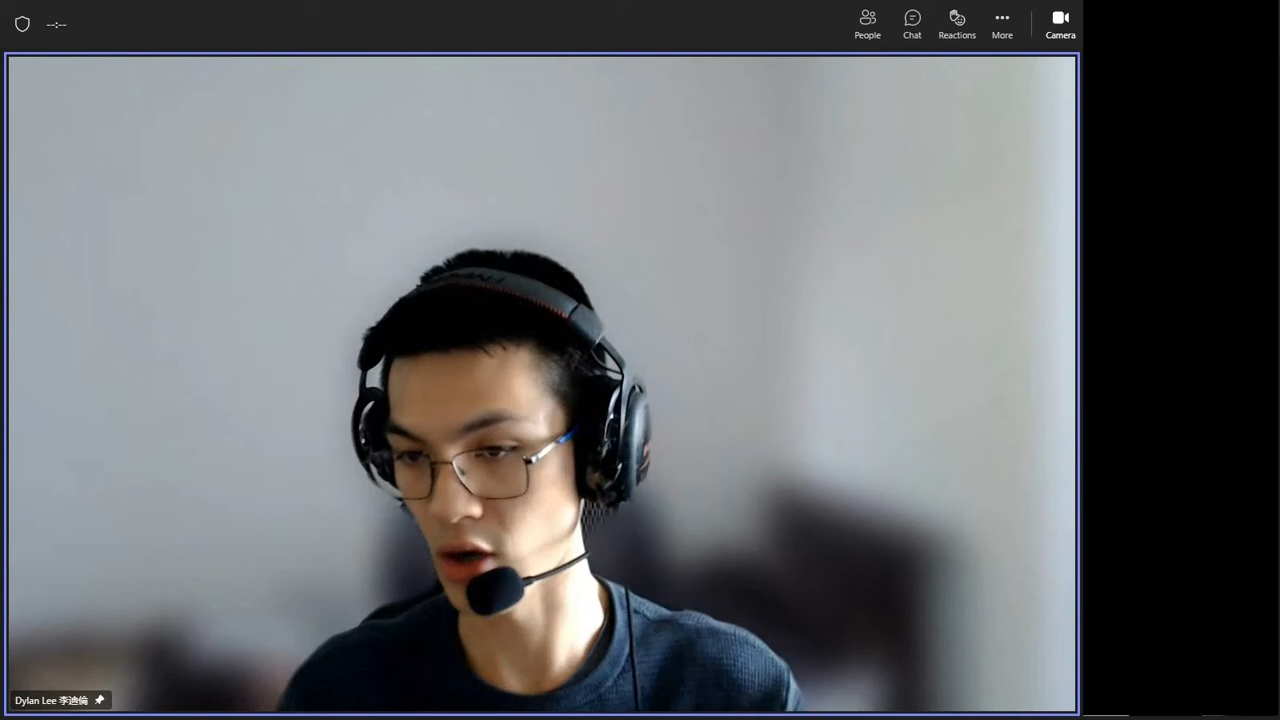 --:--
People
Chat
Reactions
More
Camera
Dylan Lee 李迪倫